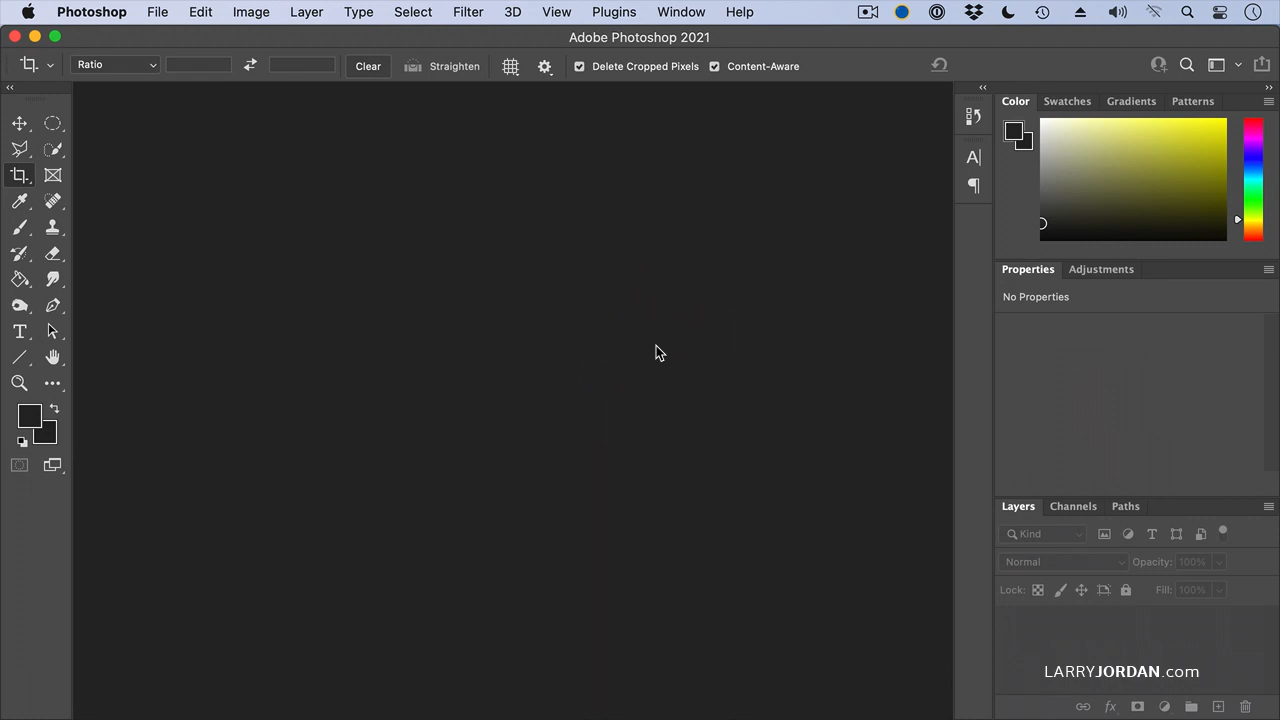 Photoshop File Edit Image Layer Type Select Filter 3D View Plugins Window Help
Adobe Photoshop 2021
Ratio Clear Straighten Delete Cropped Pixels Content-Aware
Color Swatches Gradients Patterns
Properties Adjustments
No Properties
Layers Channels Paths
Kind
Normal Opacity: 100%
Lock: Fill: 100%
LARRYJORDAN.com